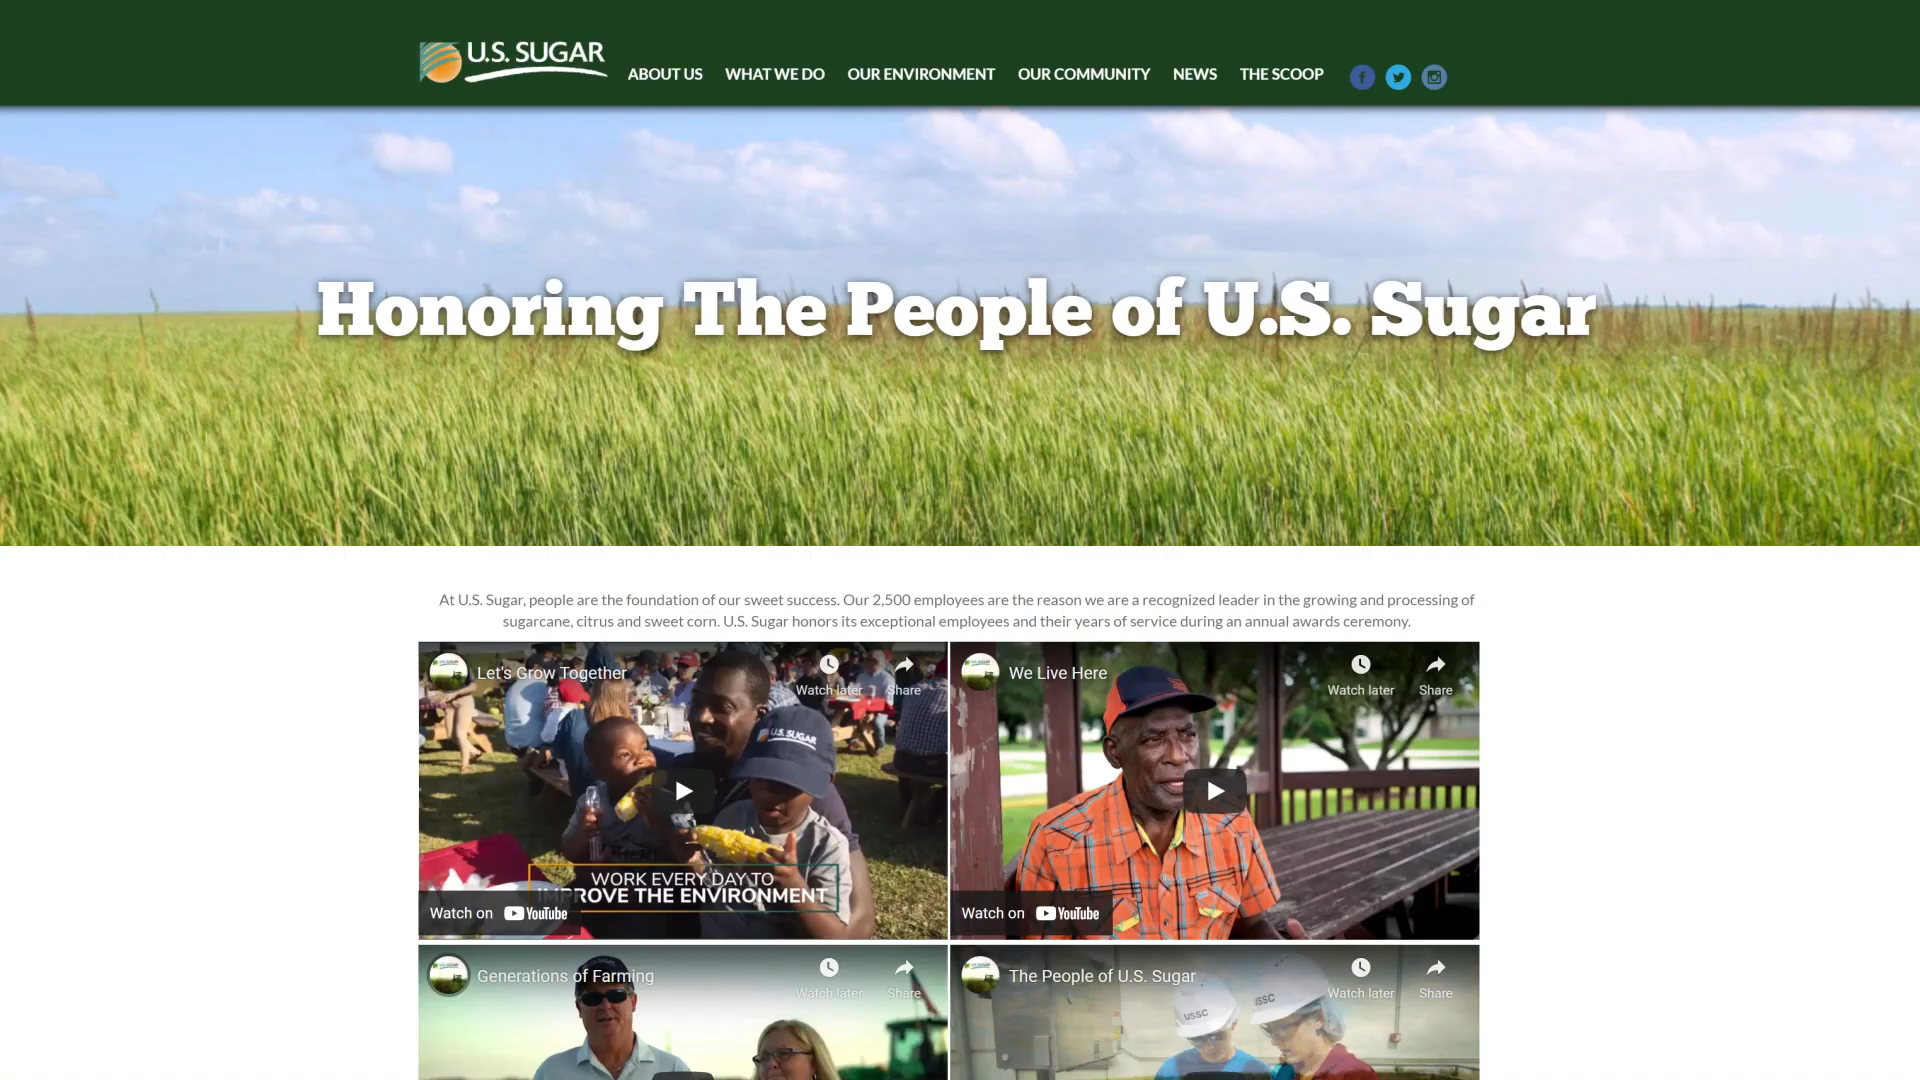 U.S. SUGAR
ABOUT US WHAT WE DO OUR ENVIRONMENT OUR COMMUNITY NEWS THE SCOOP
Honoring The People of U.S. Sugar
At U.S. Sugar, people are the foundation of our sweet success. Our 2,500 employees are the reason we are a recognized leader in the growing and processing of
sugarcane, citrus and sweet corn. U.S. Sugar honors its exceptional employees and their years of service during an annual awards ceremony.
Let's Grow Together
Watch later Share
U.S. SUGAR
WORK EVERY DAY TO
IMPROVE THE ENVIRONMENT
Watch on YouTube
We Live Here
Watch later Share
Watch on YouTube
Generations of Farming
Watch later Share
The People of U.S. Sugar
Watch later Share
USSC
USSC